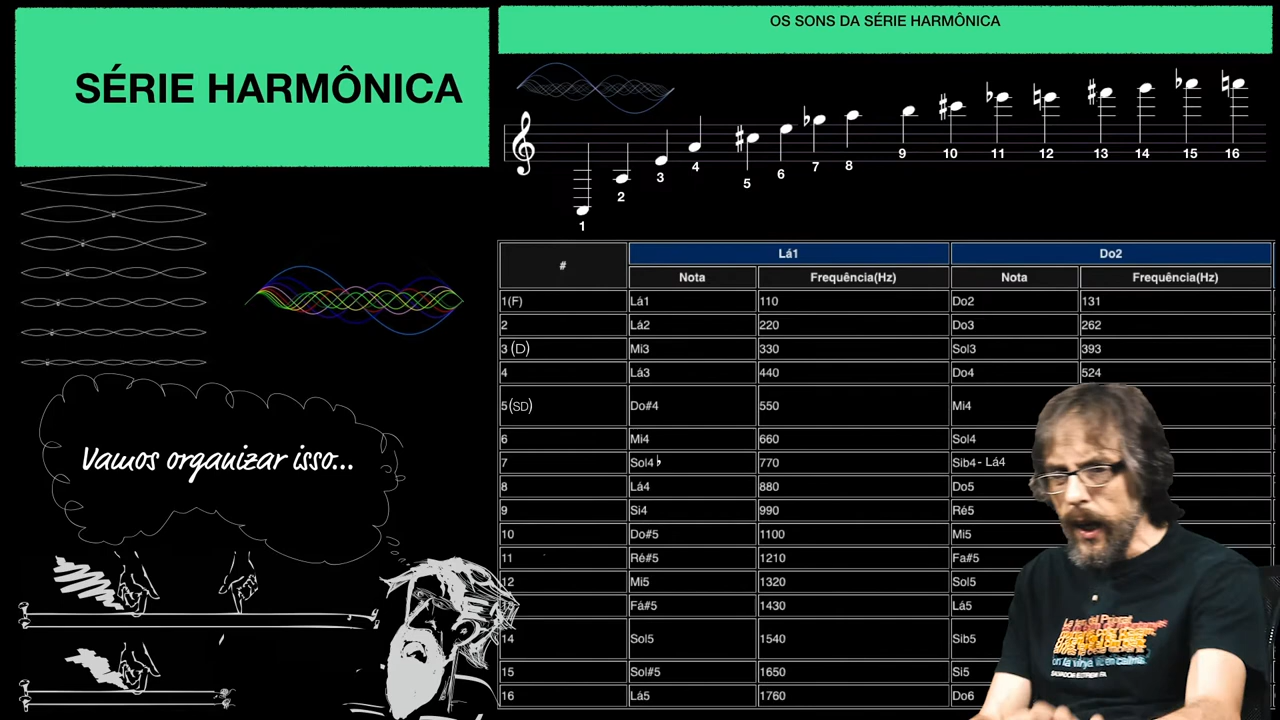 SÉRIE HARMÔNICA
OS SONS DA SÉRIE HARMÔNICA
1 2 3 4 5 6 7 8 9 10 11 12 13 14 15 16
Vamos organizar isso...
# Lá1 Do2
Nota Frequência(Hz) Nota Frequência(Hz)
1(F) Lá1 110 Do2 131
2 Lá2 220 Do3 262
3 (D) Mi3 330 Sol3 393
4 Lá3 440 Do4 524
5(SD) Do#4 550 Mi4
6 Mi4 660 Sol4
7 Sol4♭ 770 Sib4 - Lá4
8 Lá4 880 Do5
9 Si4 990 Ré5
10 Do#5 1100 Mi5
11 Ré#5 1210 Fa#5
12 Mi5 1320 Sol5
Fá#5 1430 Lá5
14 Sol5 1540 Sib5
15 Sol#5 1650 Si5
16 Lá5 1760 Do6